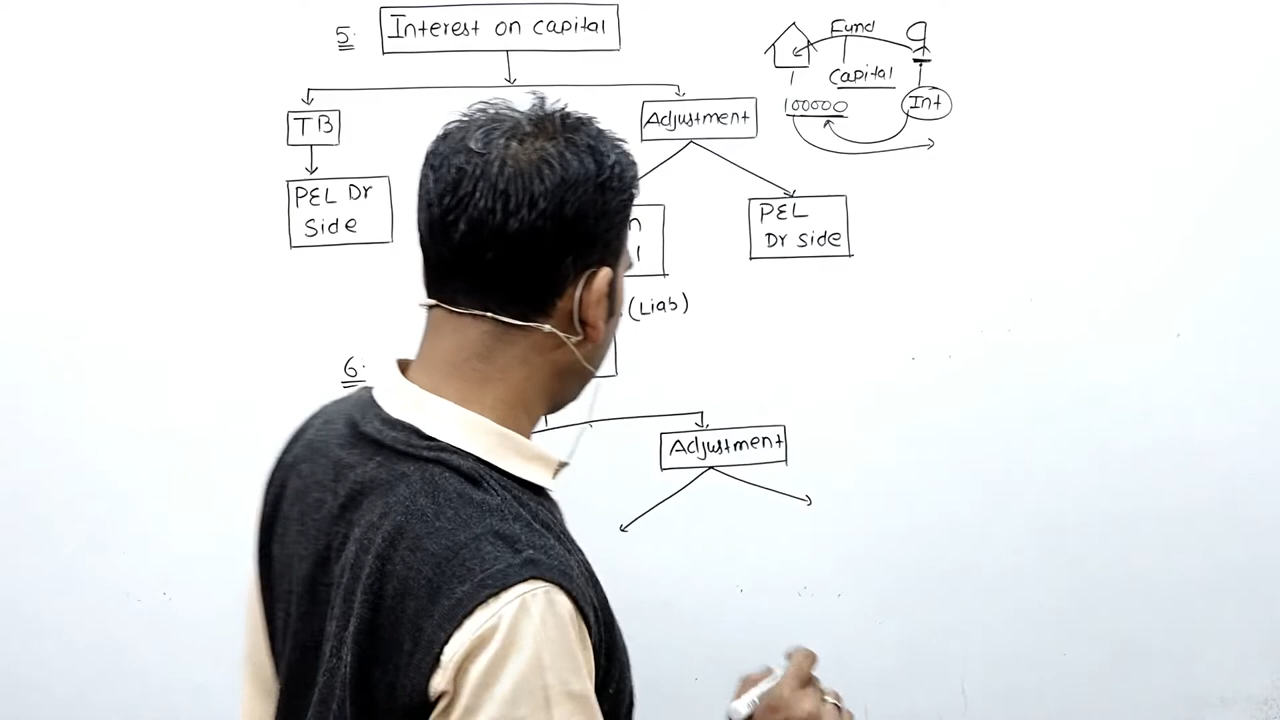 5.
Interest on capital
Fund
Capital
100000
Int
TB
Adjustment
P&L Dr
Side
P&L
Dr side
(Liab)
6.
Adjustment